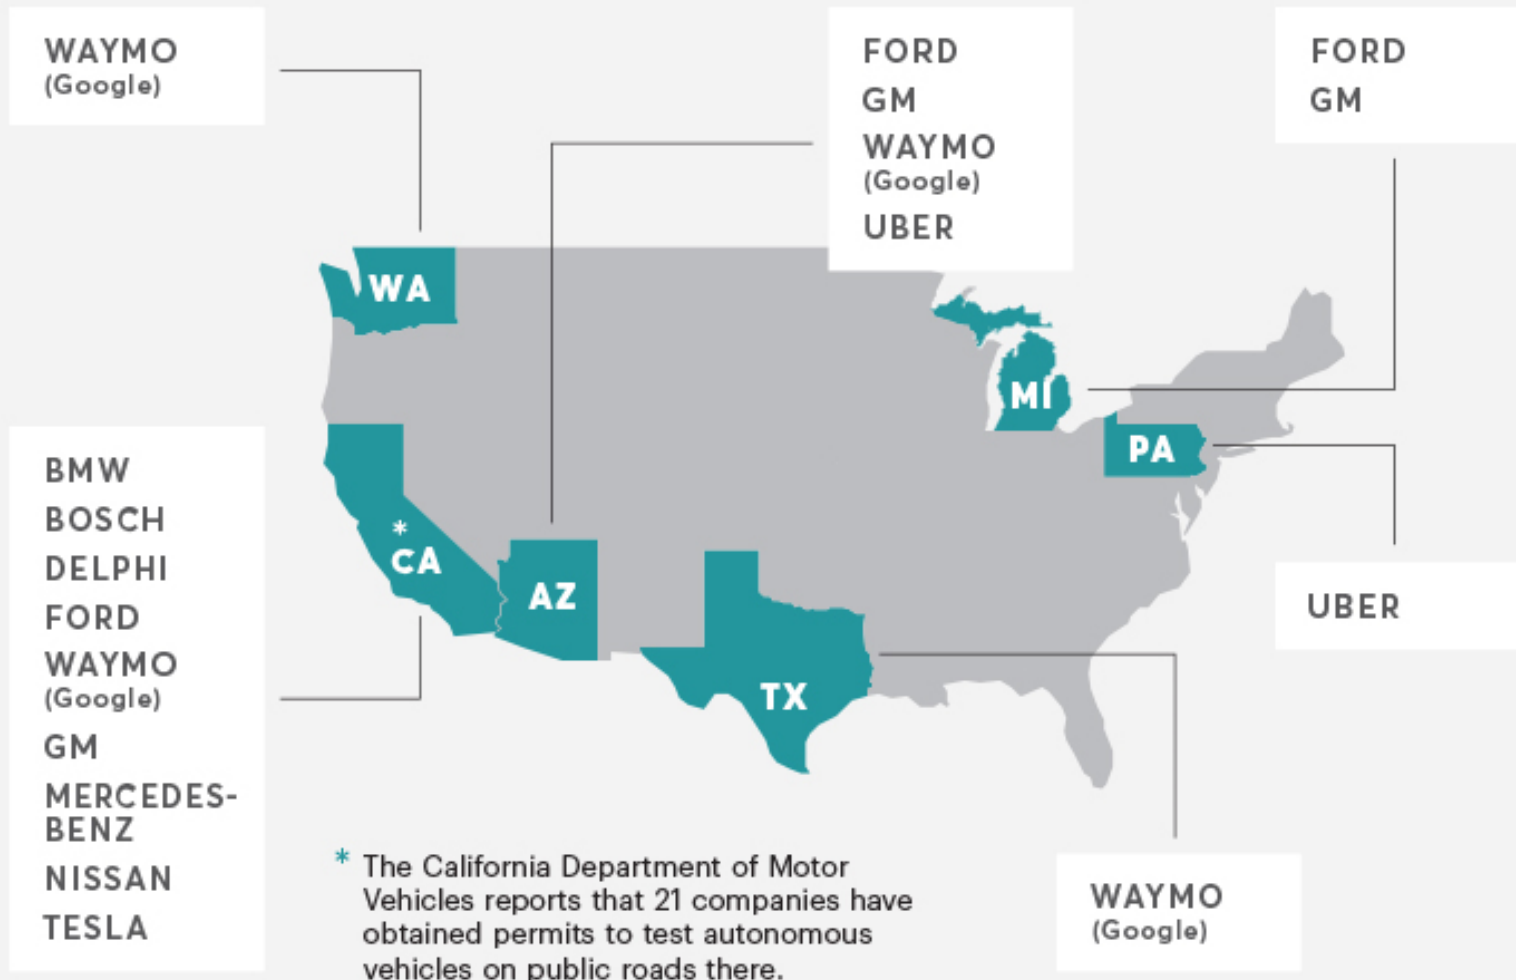 WAYMO
(Google)
FORD
GM
WAYMO
(Google)
UBER
FORD
GM
WA
MI
PA
BMW
BOSCH
DELPHI
FORD
WAYMO
(Google)
GM
MERCEDES-
BENZ
NISSAN
TESLA
*
CA
AZ
TX
UBER
* The California Department of Motor
Vehicles reports that 21 companies have
obtained permits to test autonomous
vehicles on public roads there.
WAYMO
(Google)